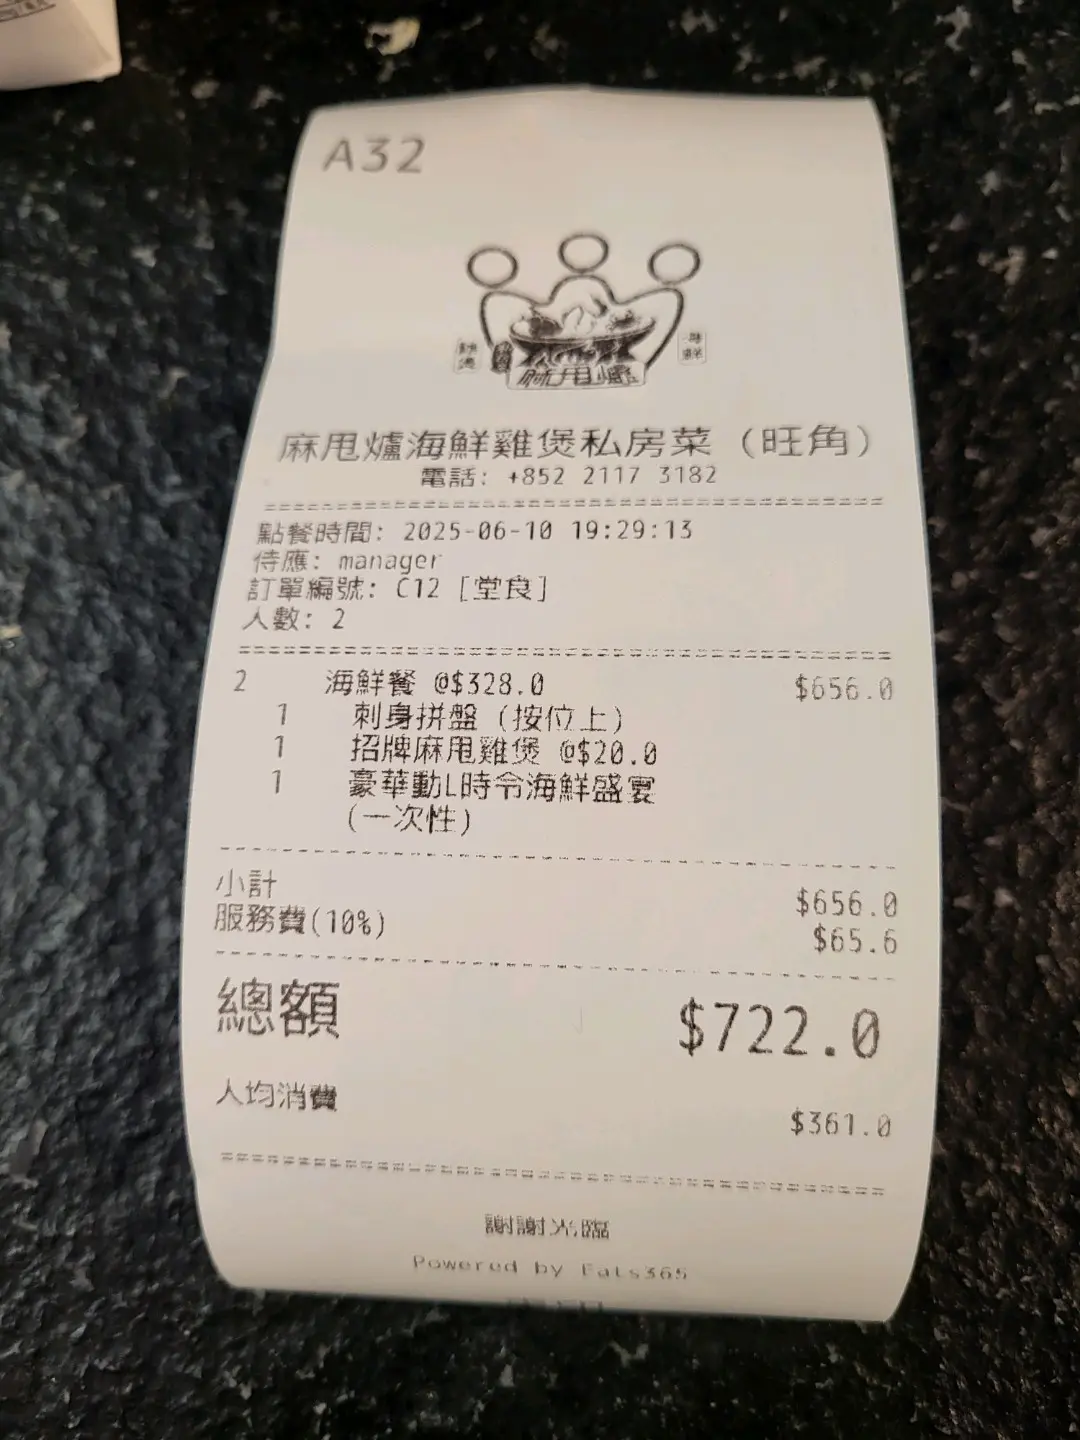 A32
麻甩爐
麻甩爐海鮮雞煲私房菜 (旺角)
電話: +852 2117 3182
點餐時間: 2025-06-10 19:29:13
侍應: manager
訂單編號: C12 [堂食]
人數: 2
2 海鮮餐 @$328.0 $656.0
1 刺身拼盤 (按位上)
1 招牌麻甩雞煲 @$20.0
1 豪華動L時令海鮮盛宴
(一次性)
小計 $656.0
服務費(10%) $65.6
總額 $722.0
人均消費 $361.0
謝謝光臨
Powered by Eats365